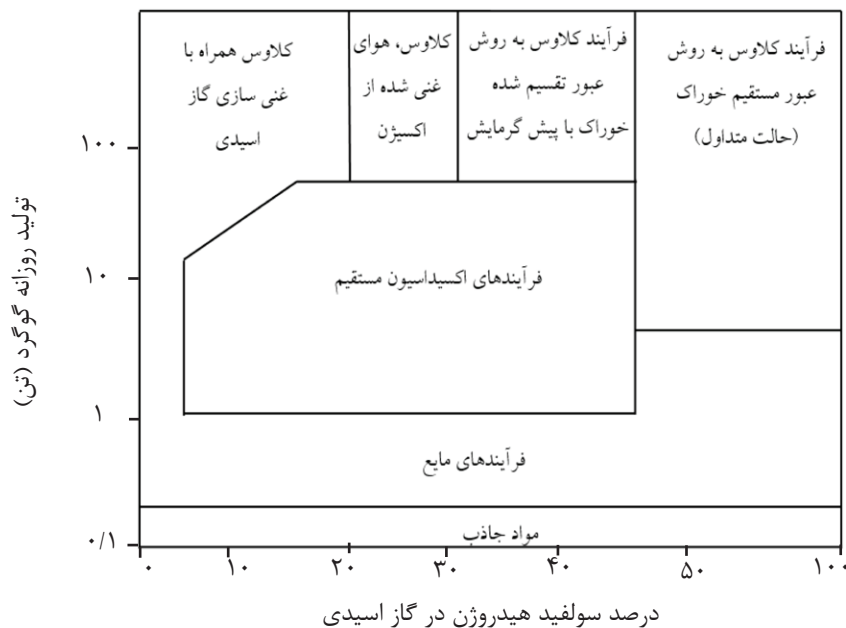 کلاوس همراه با
غنی سازی گاز
اسیدی
کلاوس، هوای
غنی شده از
اکسیژن
فرآیند کلاوس به روش
عبور تقسیم شده
خوراک با پیش گرمایش
فرآیند کلاوس به روش
عبور مستقیم خوراک
(حالت متداول)
فرآیندهای اکسیداسیون مستقیم
فرآیندهای مایع
مواد جاذب
تولید روزانه گوگرد (تن)
۱۰۰
۱۰
۱
۰/۱
۰
۱۰
۲۰
۳۰
۴۰
۵۰
۱۰۰
درصد سولفید هیدروژن در گاز اسیدی